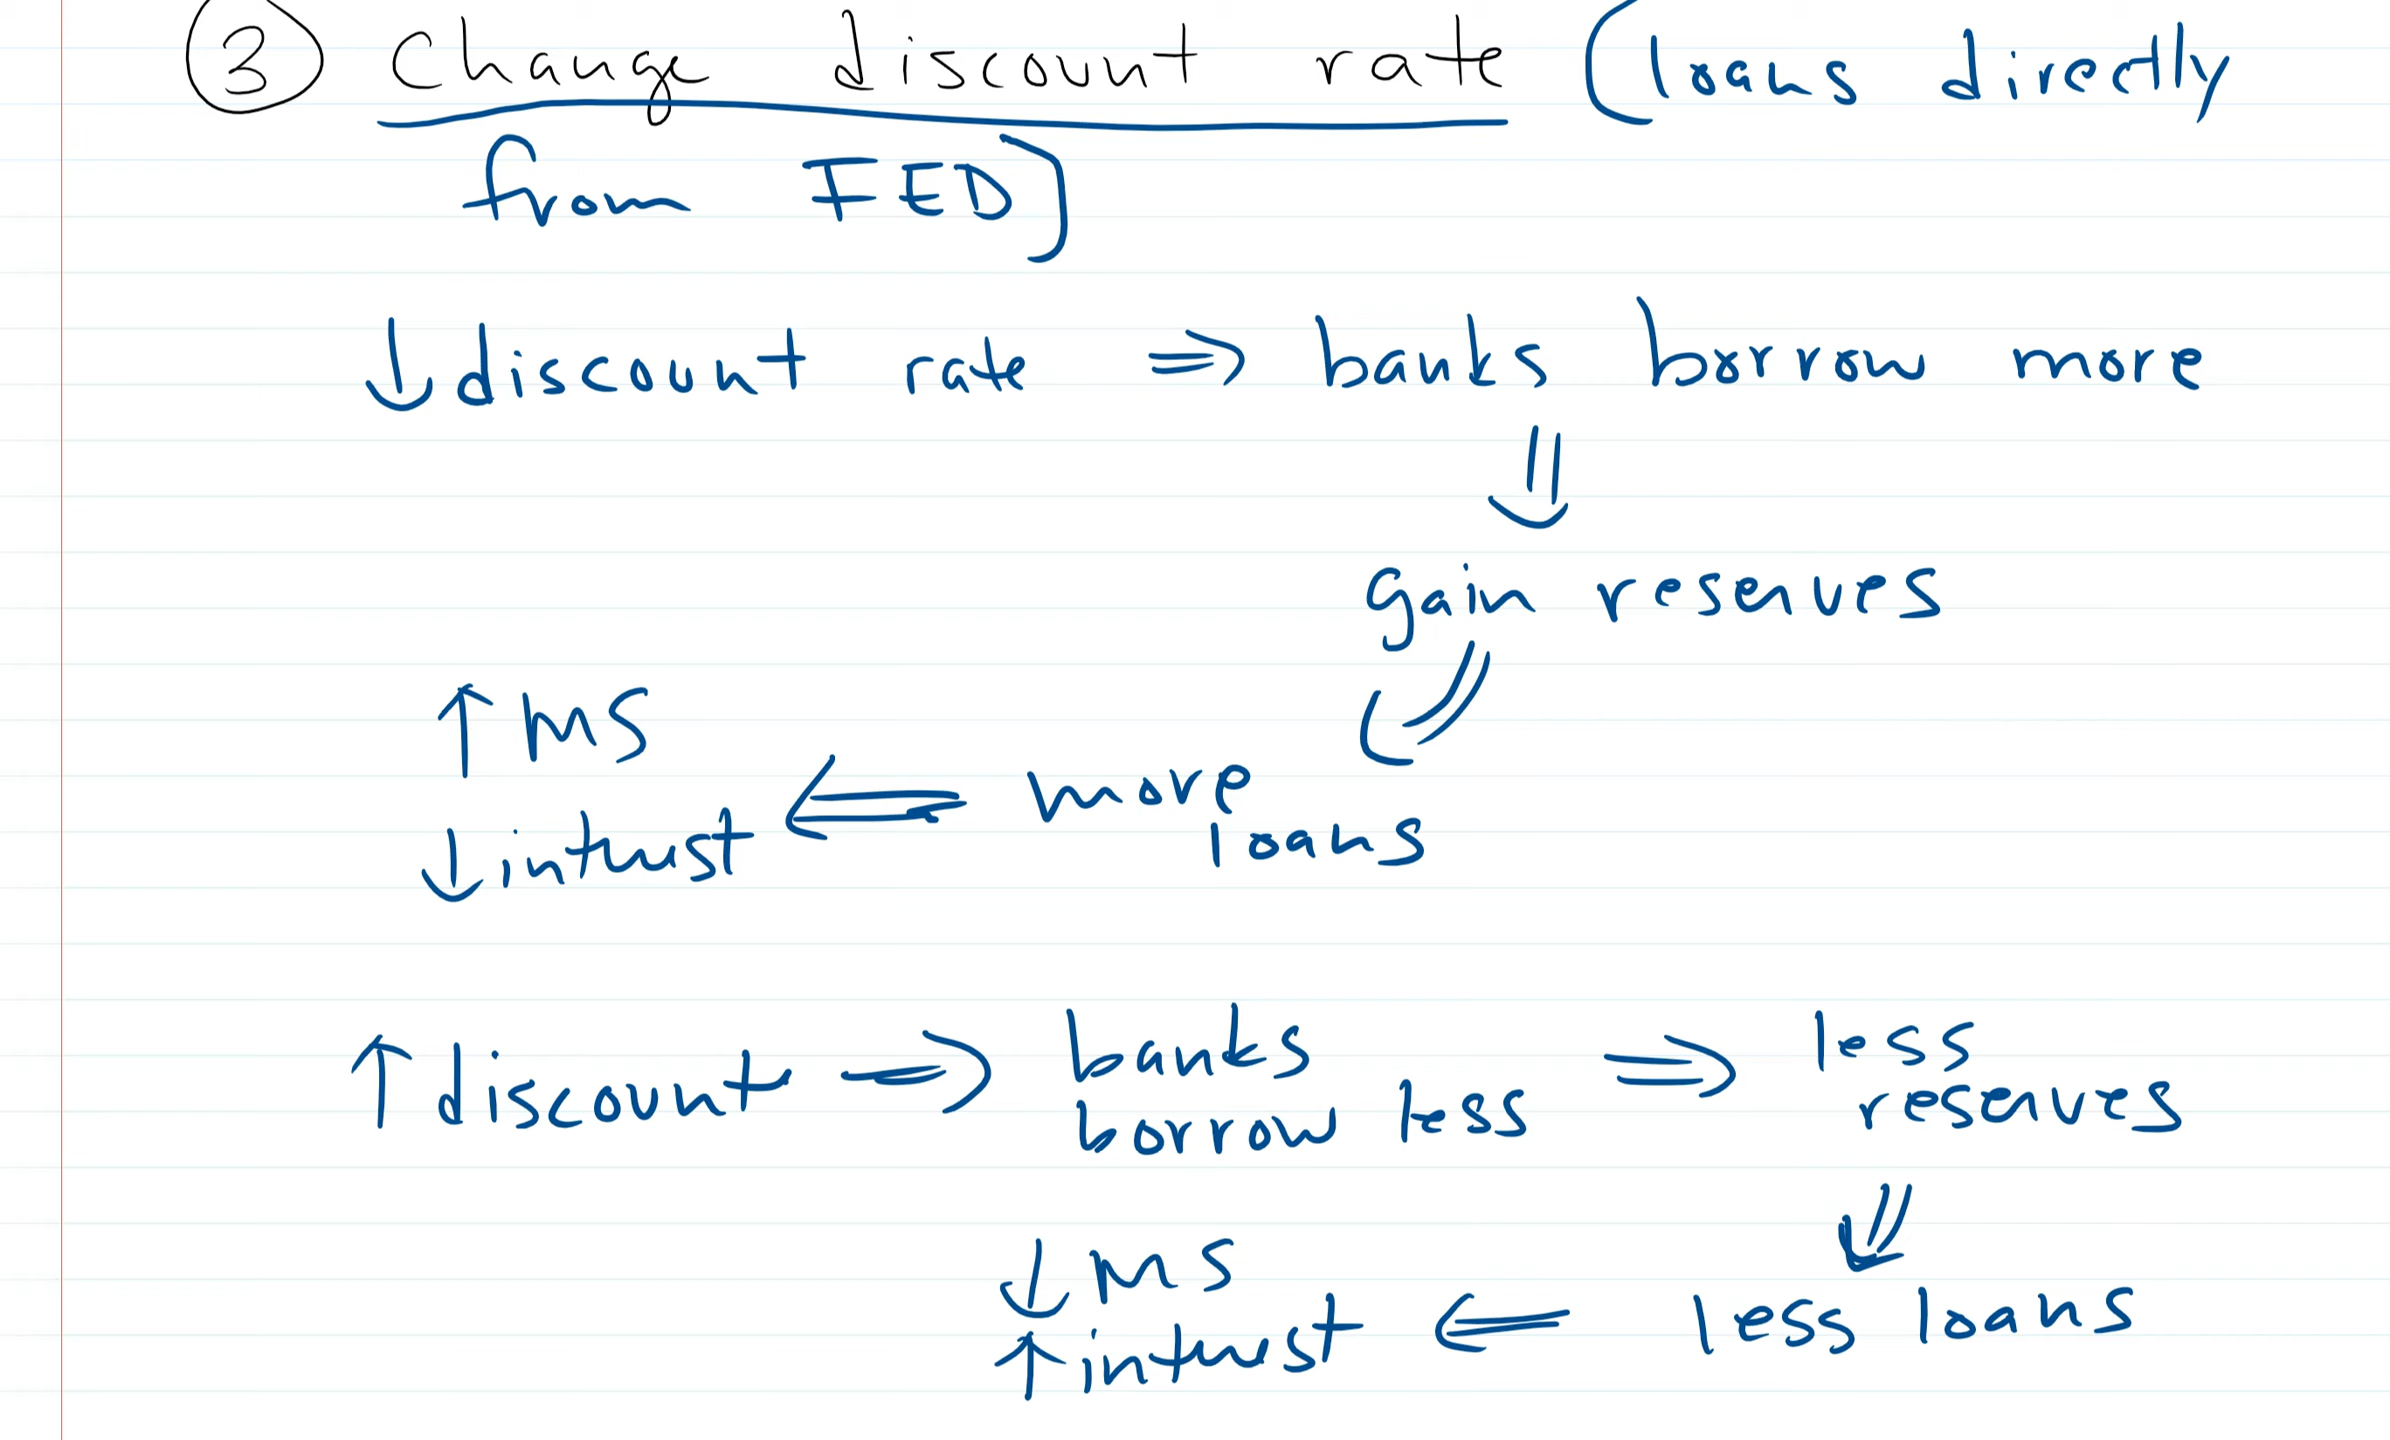 ③ Change discount rate (loans directly
from FED)
↓ discount rate ⇒ banks borrow more
⇓
gain reserves
⇙
more
loans
⇐
↑ MS
↓ interest
↑ discount ⇒ banks
borrow less ⇒ less
reserves
⇙
less loans
⇐
↓ MS
↑ interest